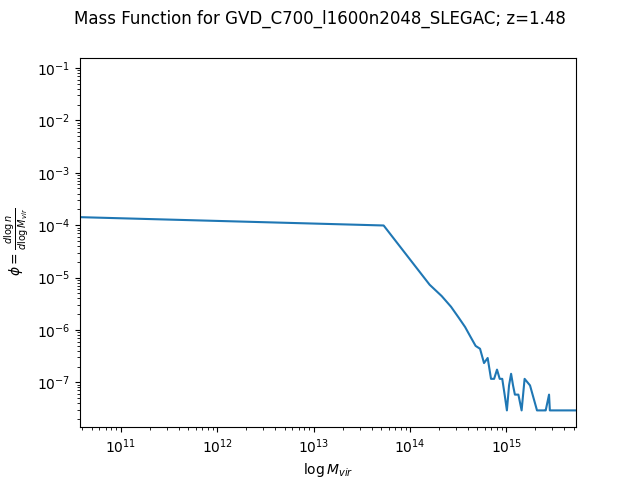 Mass Function for GVD_C700_l1600n2048_SLEGAC; z=1.48
10⁻¹
10⁻²
10⁻³
10⁻⁴
10⁻⁵
10⁻⁶
10⁻⁷
ϕ = d log n / d log M_vir
10¹¹ 10¹² 10¹³ 10¹⁴ 10¹⁵
log M_vir